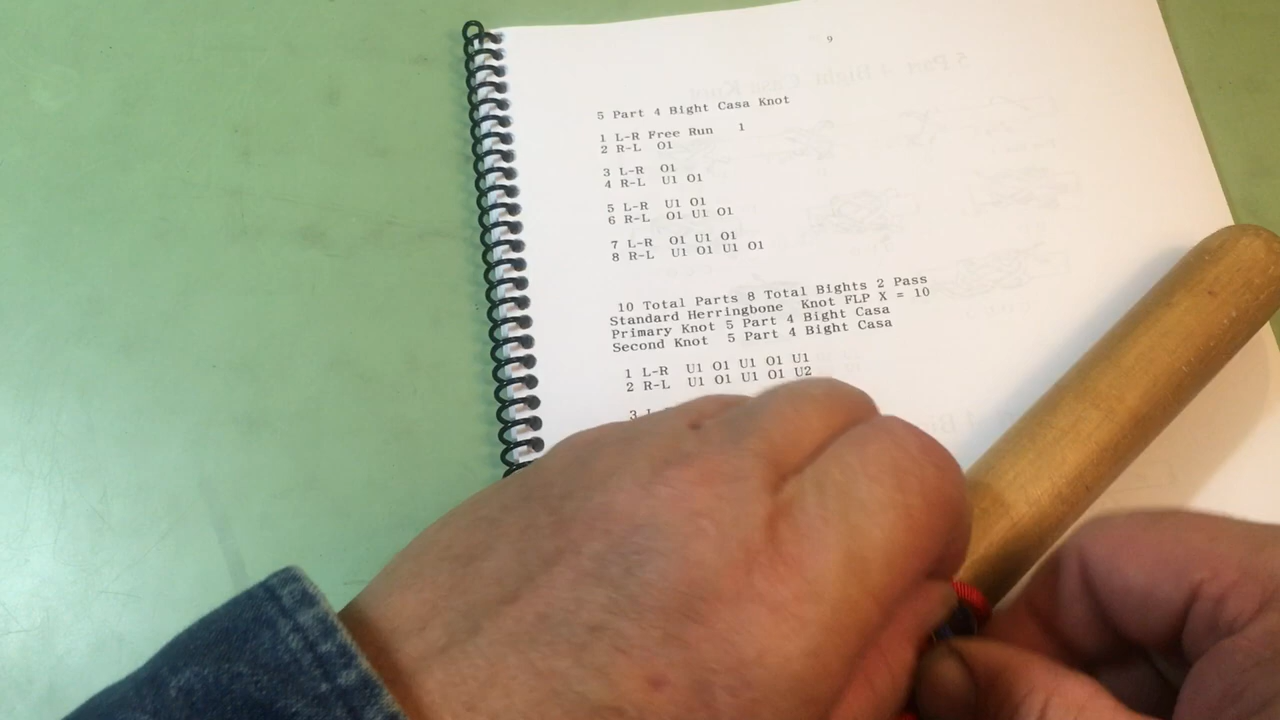 9
5 Part 4 Bight Casa Knot
1 L-R Free Run 1
2 R-L O1
3 L-R O1
4 R-L U1 O1
5 L-R U1 O1
6 R-L O1 U1 O1
7 L-R O1 U1 O1
8 R-L U1 O1 U1 O1
10 Total Parts 8 Total Bights 2 Pass
Standard Herringbone Knot FLP X = 10
Primary Knot 5 Part 4 Bight Casa
Second Knot 5 Part 4 Bight Casa
1 L-R U1 O1 U1 O1 U1
2 R-L U1 O1 U1 O1 U2
3